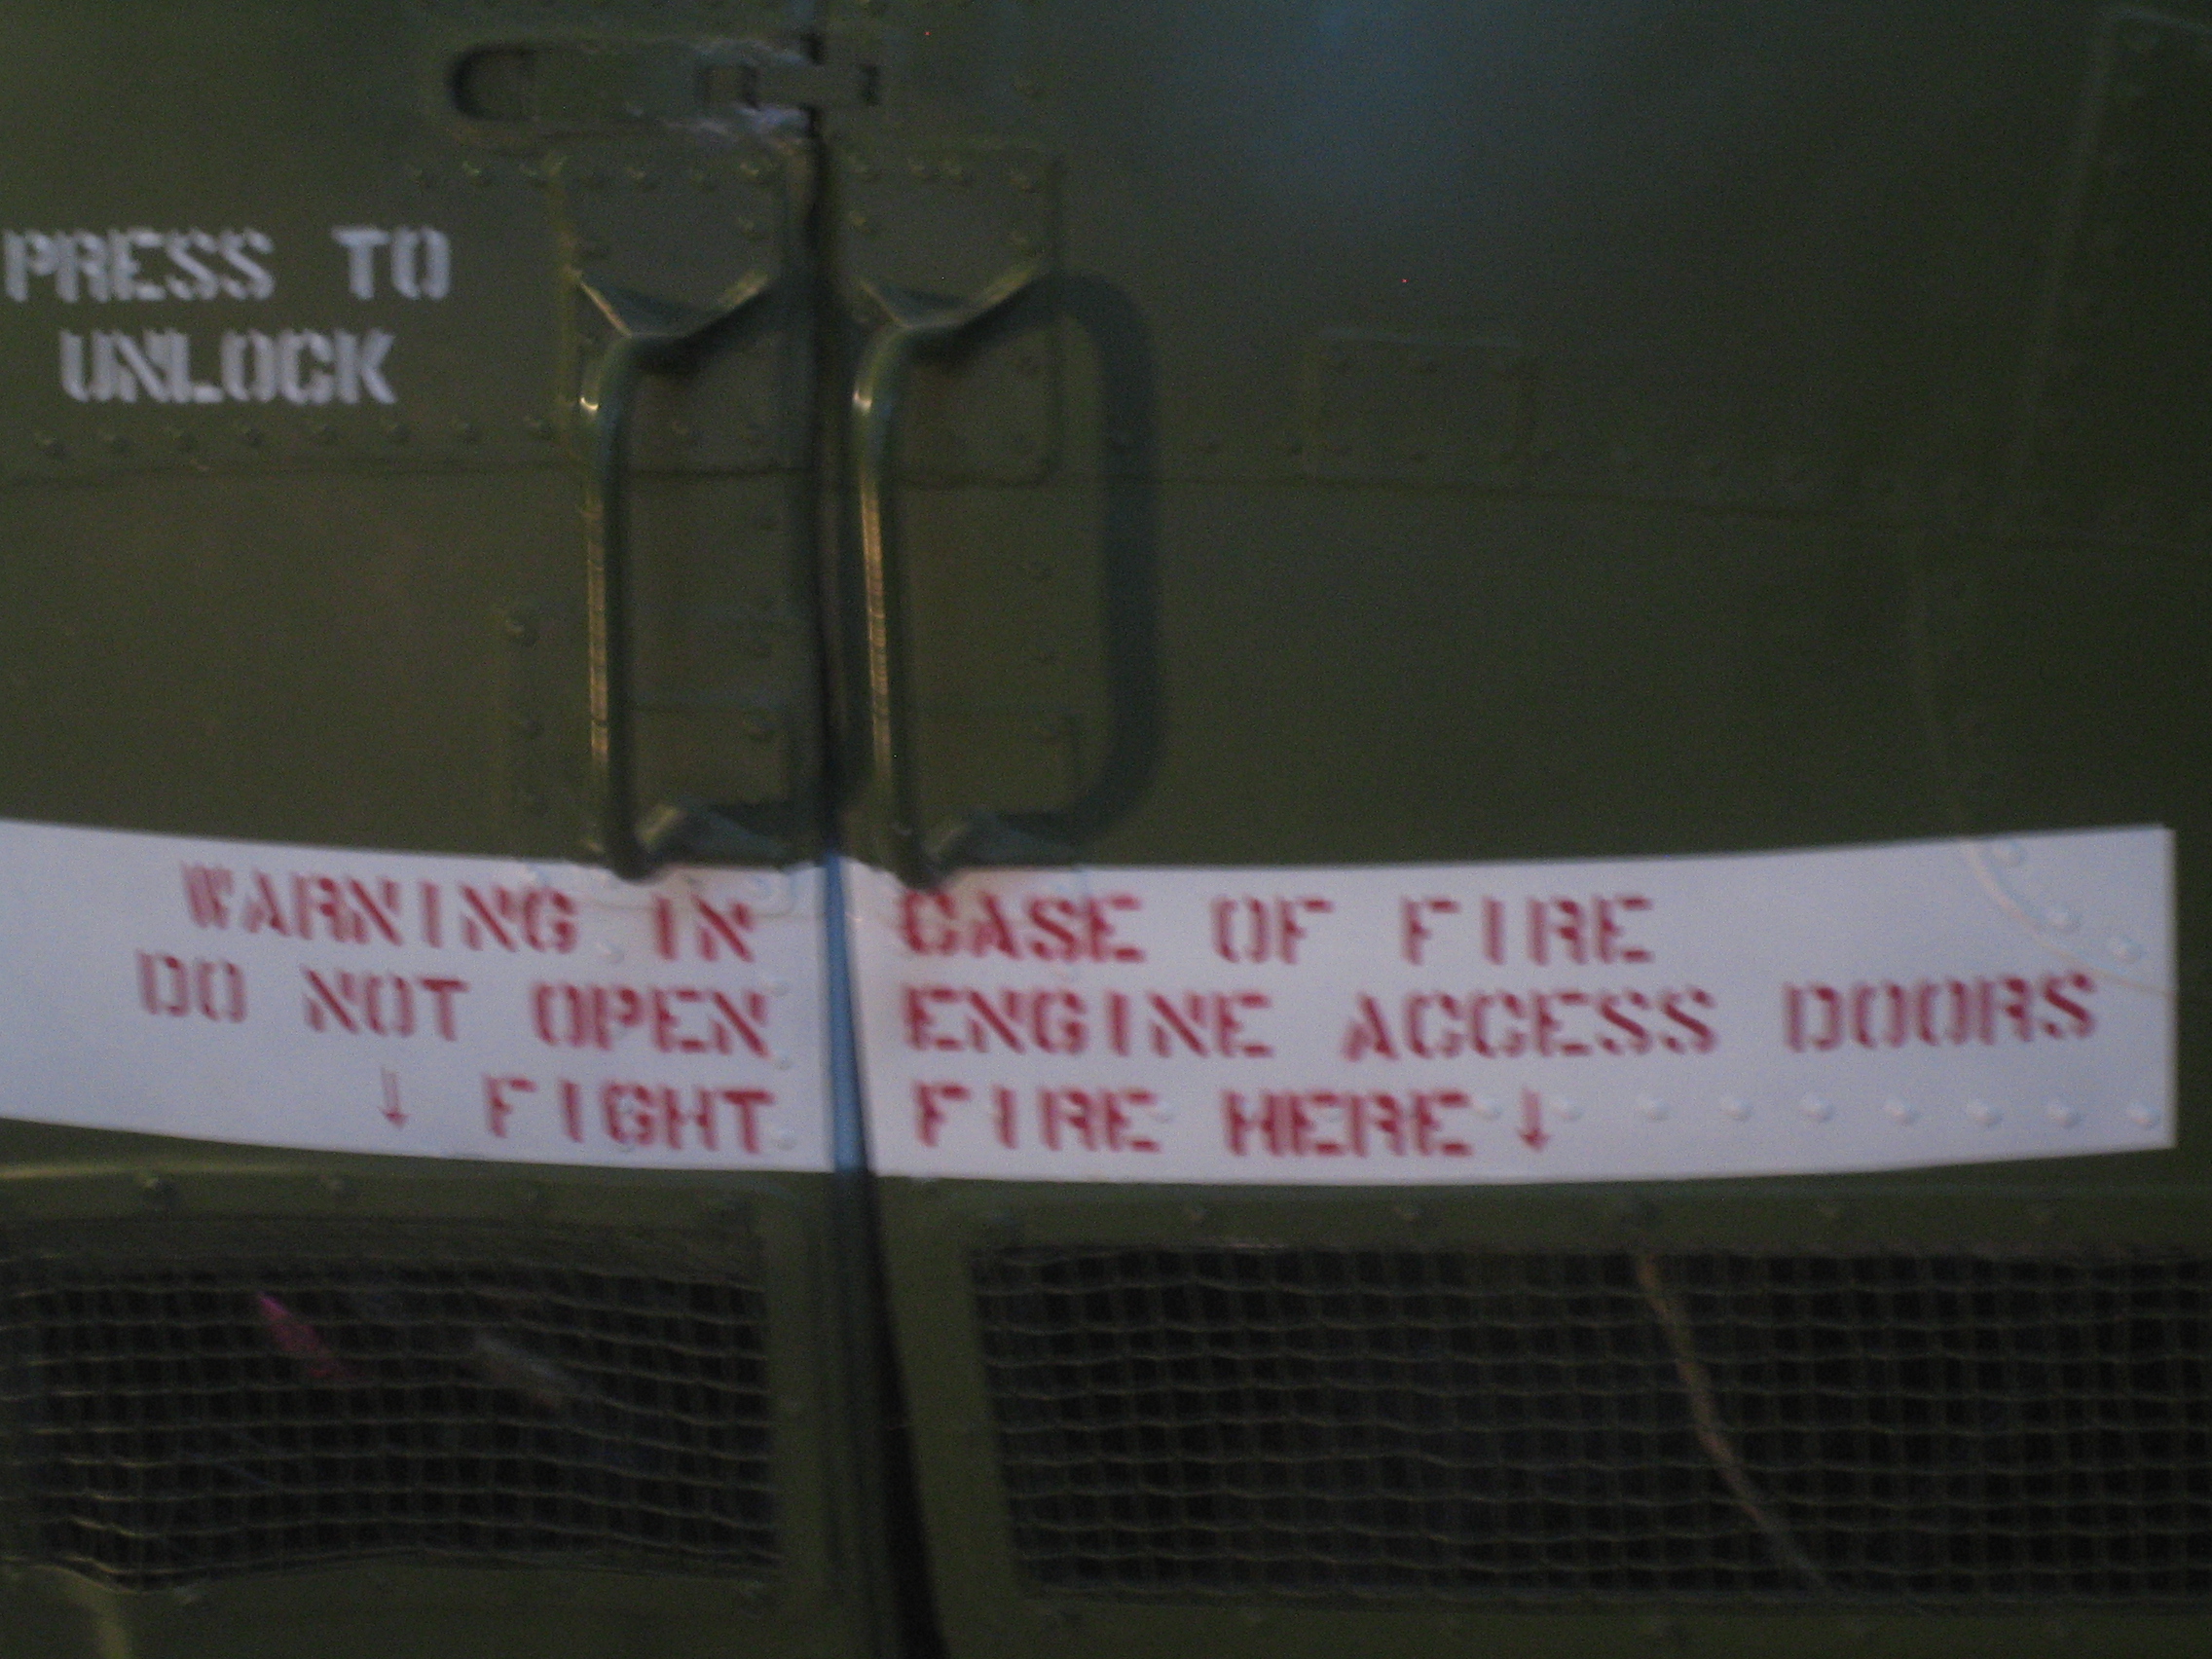 PRESS TO
UNLOCK
WARNING IN CASE OF FIRE
DO NOT OPEN ENGINE ACCESS DOORS
↓ FIGHT FIRE HERE ↓